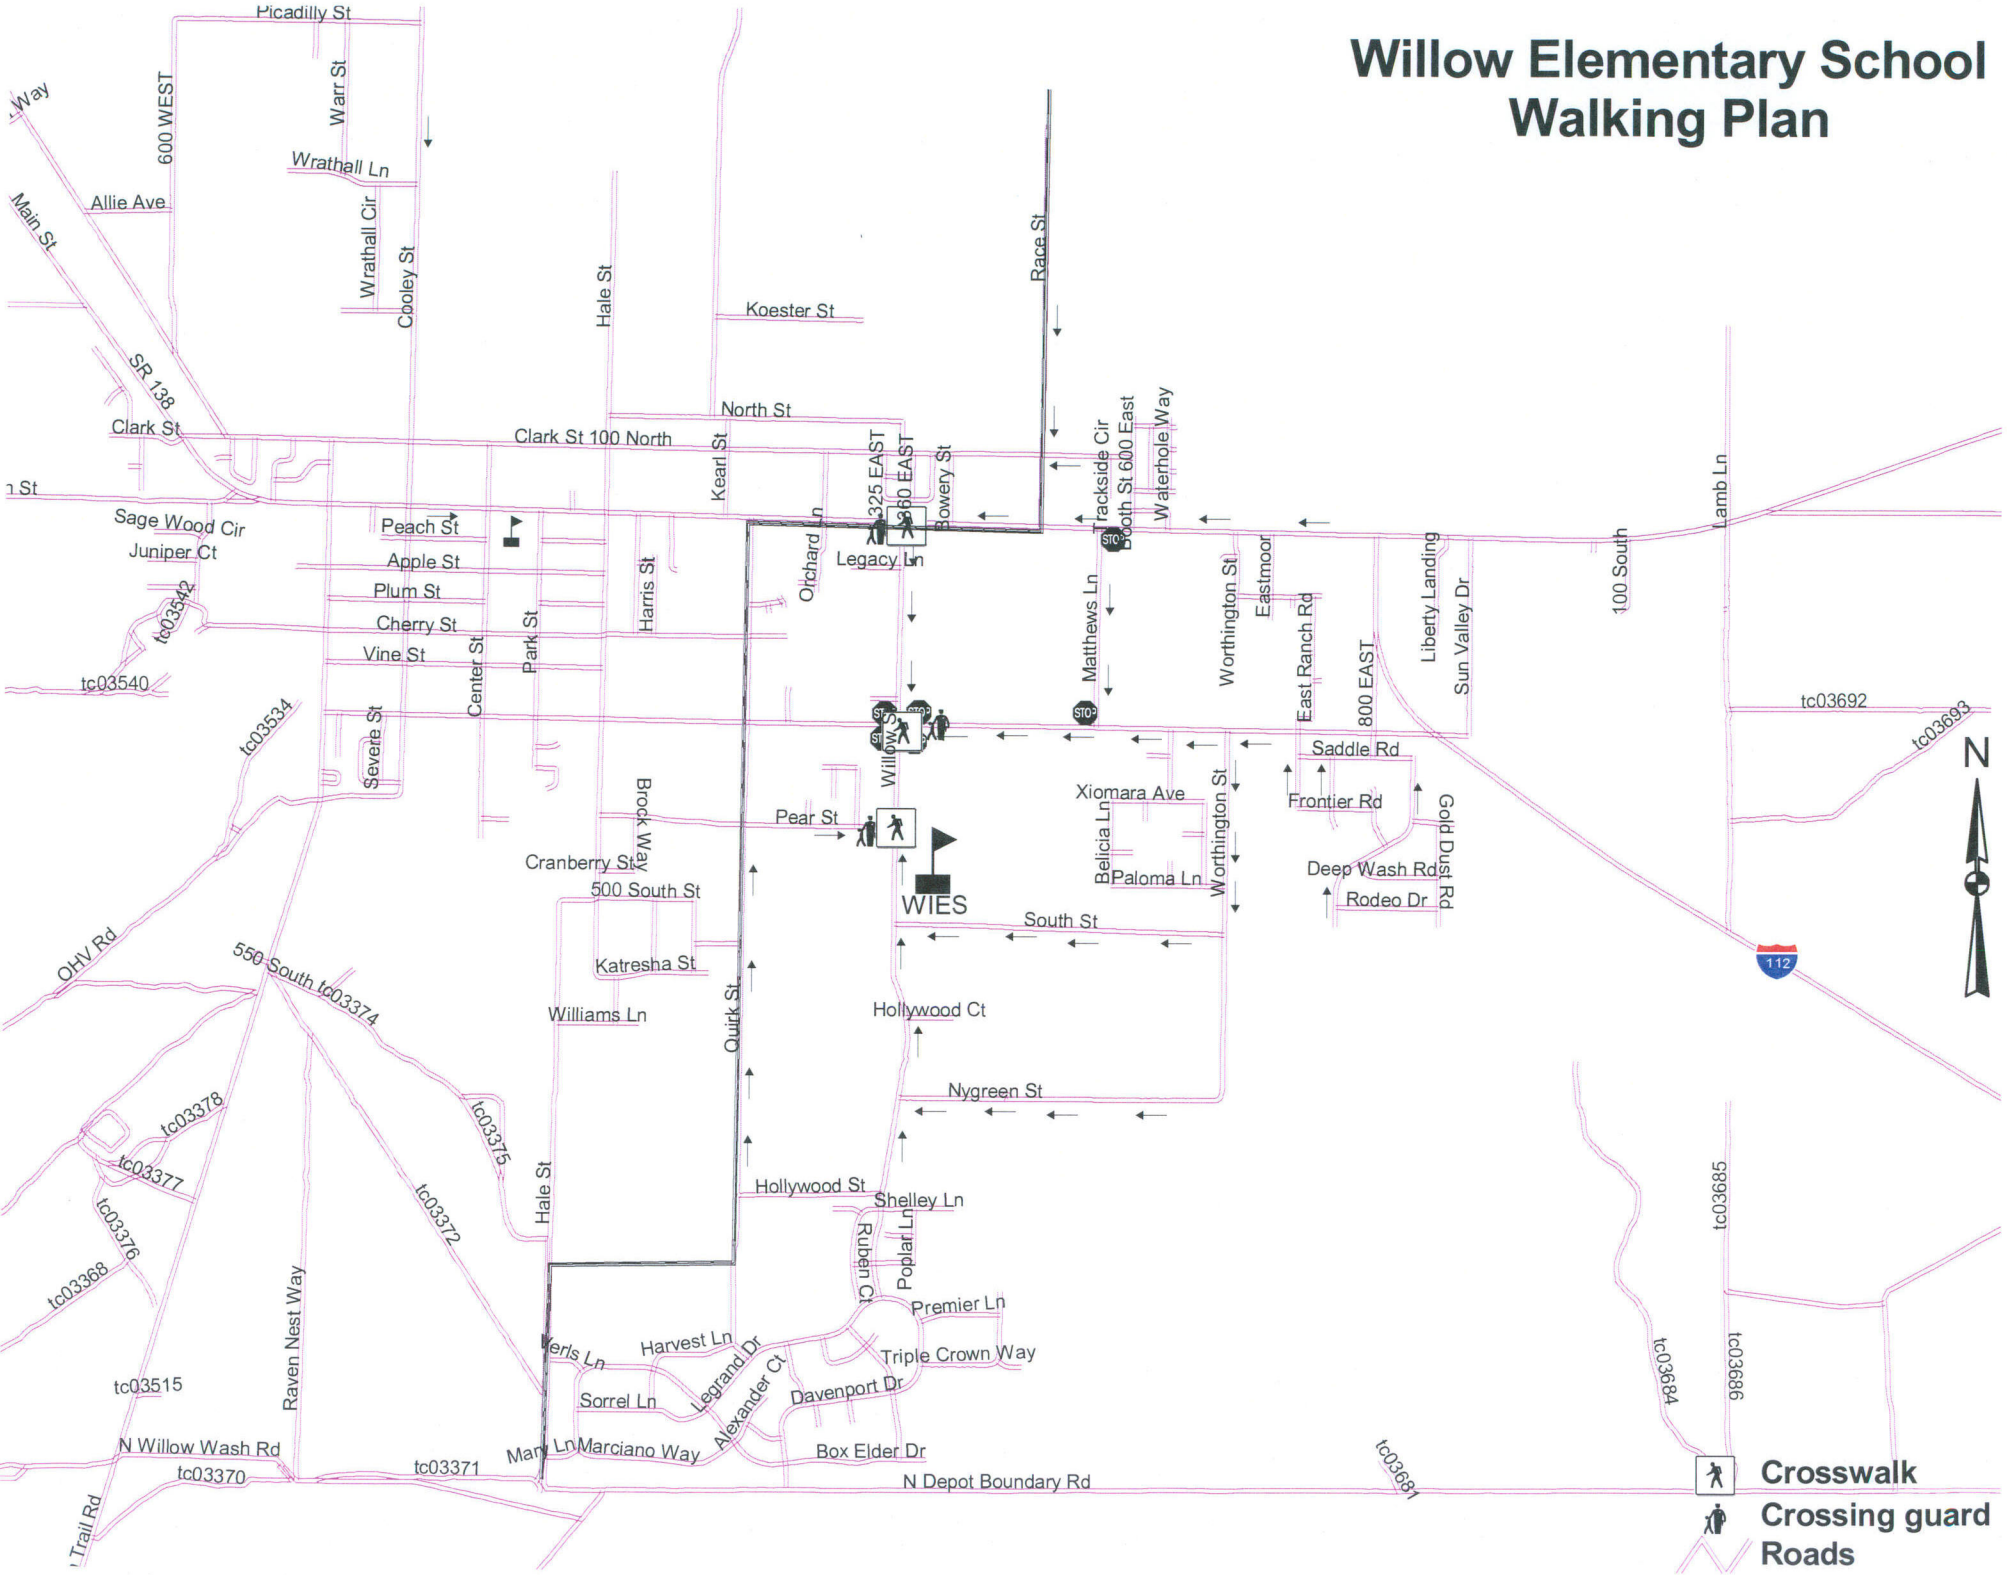 Willow Elementary School
Walking Plan
Picadilly St
Way
600 WEST
Warr St
Wrathall Ln
Allie Ave
Main St
Wrathall Cir
Cooley St
Hale St
Race St
Koester St
SR 138
Clark St
Clark St 100 North
North St
Kearl St
325 EAST
360 EAST
Bowery St
Trackside Cir
Booth St 600 East
Waterhole Way
Lamb Ln
St
Sage Wood Cir
Juniper Ct
Peach St
Apple St
Plum St
Cherry St
Vine St
Harris St
Park St
Center St
Orchard Ln
Legacy Ln
STOP
Matthews Ln
Worthington St
Eastmoor
East Ranch Rd
800 EAST
Liberty Landing
Sun Valley Dr
100 South
tc03542
tc03540
tc03534
tc03692
tc03693
N
Severe St
STOP
STOP
Willow S
Saddle Rd
Frontier Rd
Gold Dust Rd
Deep Wash Rd
Rodeo Dr
Xiomara Ave
Belicia Ln
Paloma Ln
Worthington St
Brock Way
Pear St
Cranberry St
500 South St
WIES
South St
Katresha St
Williams Ln
Quirk St
Hollywood Ct
Nygreen St
OHV Rd
550 South tc03374
112
tc03378
tc03377
tc03376
tc03368
tc03375
tc03372
Hale St
Hollywood St
Shelley Ln
Ruben Ct
Poplar Ln
Raven Nest Way
Premier Ln
Triple Crown Way
Davenport Dr
Box Elder Dr
Harvest Ln
Legrand Dr
Alexander Ct
Sorrel Ln
Mary Ln
Marciano Way
tc03515
N Willow Wash Rd
tc03370
tc03371
Trail Rd
N Depot Boundary Rd
tc03681
tc03684
tc03685
tc03686
Crosswalk
Crossing guard
Roads